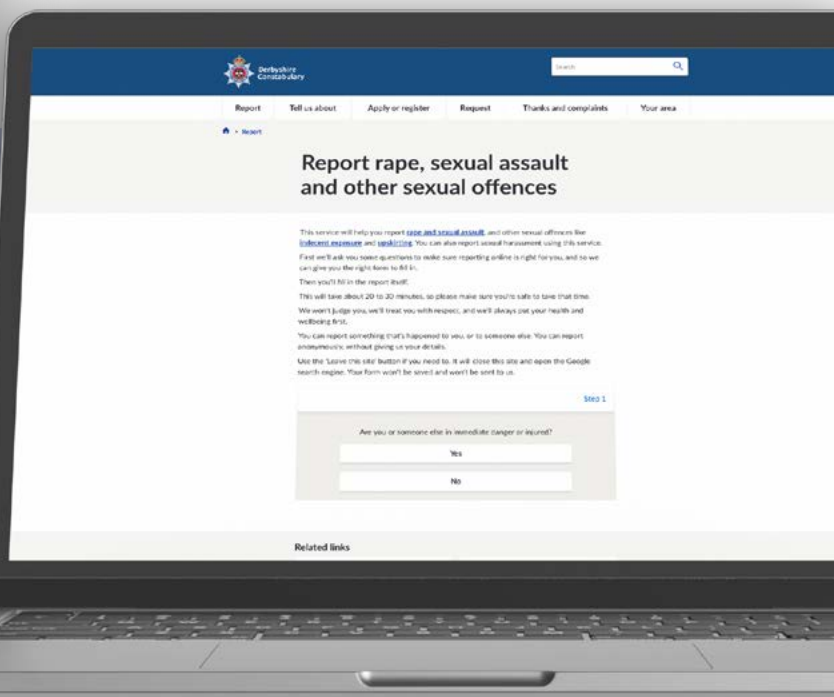 Derbyshire
Constabulary
Search
Report Tell us about Apply or register Request Thanks and complaints Your area
Report
Report rape, sexual assault
and other sexual offences
This service will help you report rape and sexual assault, and other sexual offences like
indecent exposure and upskirting. You can also report sexual harassment using this service.
First we'll ask you some questions to make sure reporting online is right for you, and so we
can give you the right form to fill in.
Then you'll fill in the report itself.
This will take about 20 to 30 minutes, so please make sure you're safe to take that time.
We won't judge you, we'll treat you with respect, and we'll always put your health and
wellbeing first.
You can report something that's happened to you, or to someone else. You can report
anonymously, without giving us your details.
Use the 'Leave this site' button if you need to. It will close this site and open the Google
search engine. Your form won't be saved and won't be sent to us.
Step 1
Are you or someone else in immediate danger or injured?
Yes
No
Related links